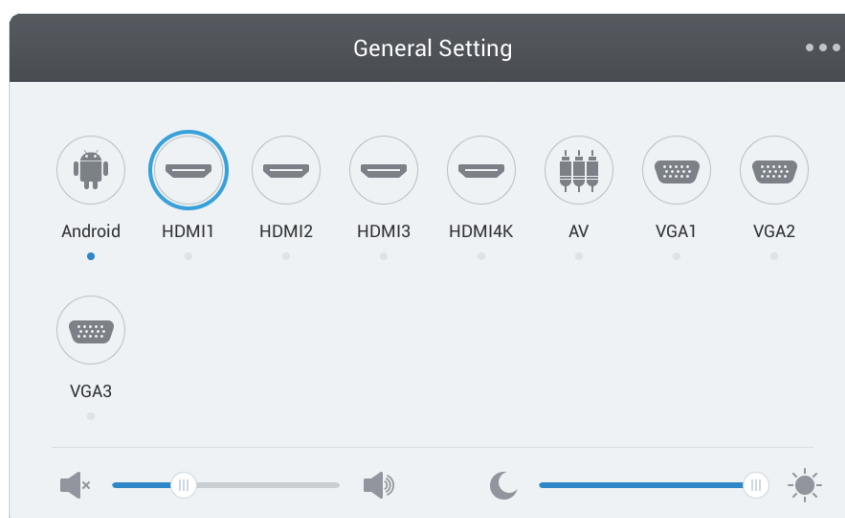 General Setting
Android HDMI1 HDMI2 HDMI3 HDMI4K AV VGA1 VGA2
VGA3